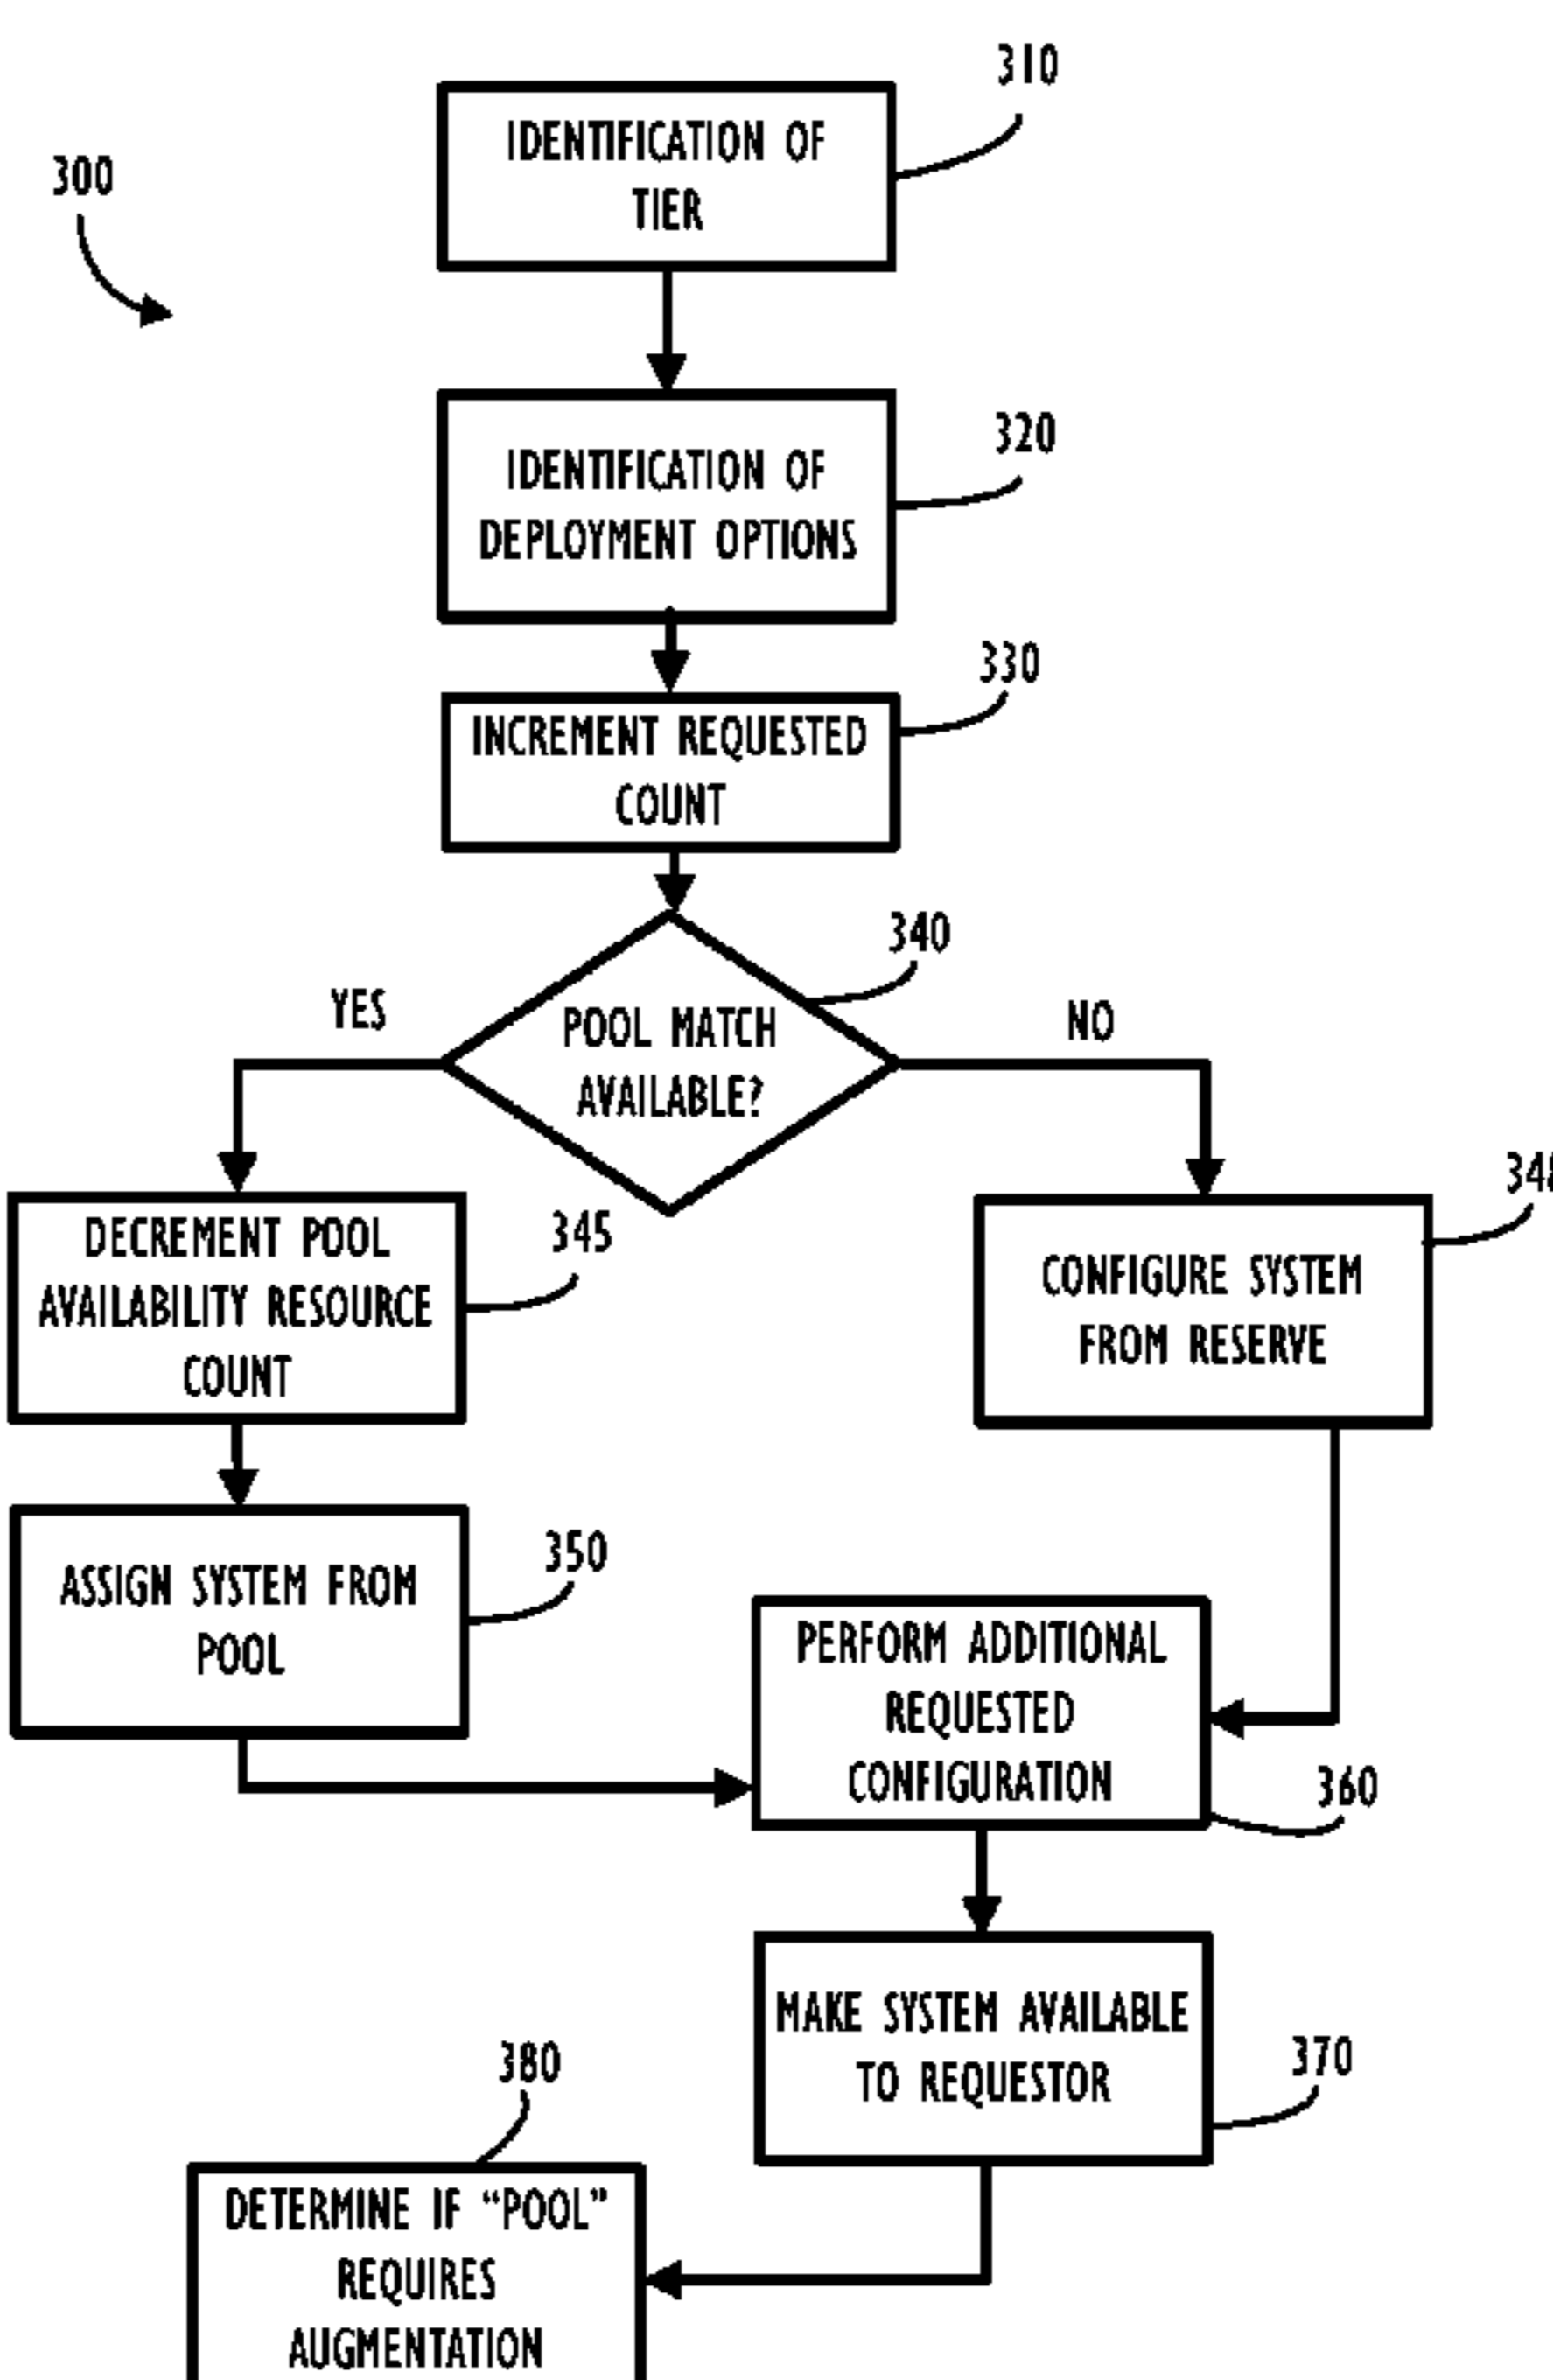 310
IDENTIFICATION OF
TIER
300
320
IDENTIFICATION OF
DEPLOYMENT OPTIONS
330
INCREMENT REQUESTED
COUNT
340
YES
POOL MATCH
AVAILABLE?
NO
DECREMENT POOL
AVAILABILITY RESOURCE
COUNT
345
CONFIGURE SYSTEM
FROM RESERVE
ASSIGN SYSTEM FROM
POOL
350
PERFORM ADDITIONAL
REQUESTED
CONFIGURATION
360
MAKE SYSTEM AVAILABLE
TO REQUESTOR
370
380
DETERMINE IF “POOL”
REQUIRES
AUGMENTATION